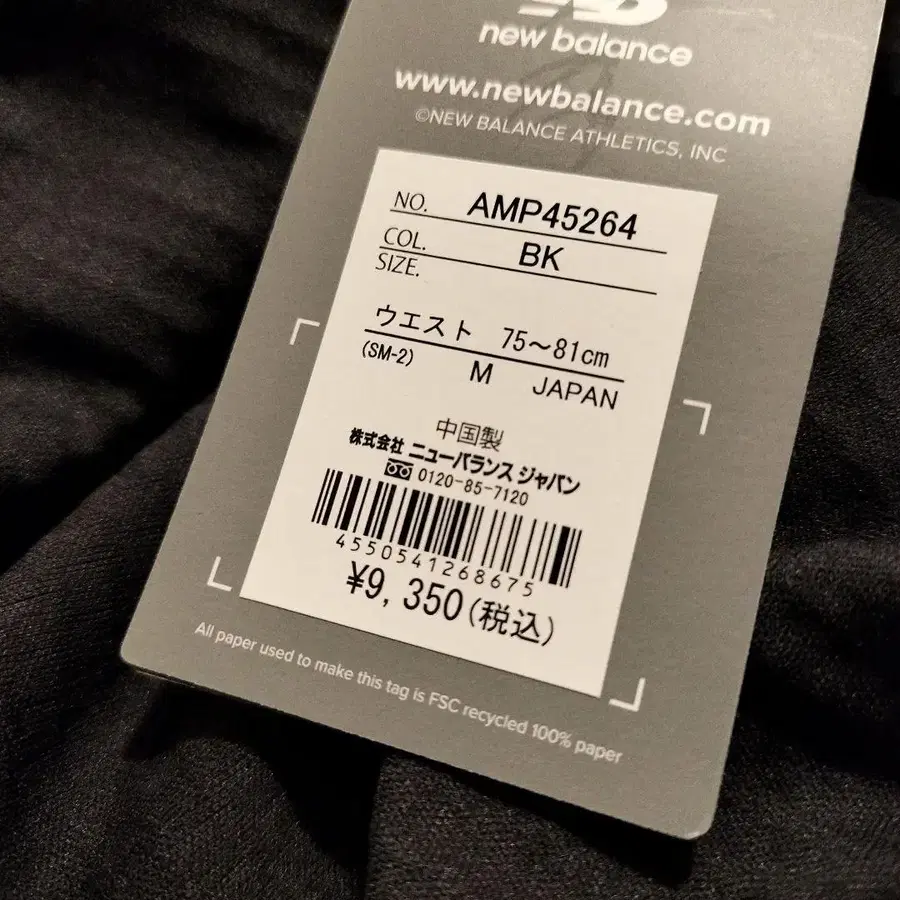 new balance
www.newbalance.com
©NEW BALANCE ATHLETICS, INC
NO. AMP45264
COL. BK
SIZE.
ウエスト 75～81cm
(SM-2) M JAPAN
中国製
株式会社 ニューバランス ジャパン
0120-85-7120
4550541268675
¥9,350(税込)
All paper used to make this tag is FSC recycled 100% paper